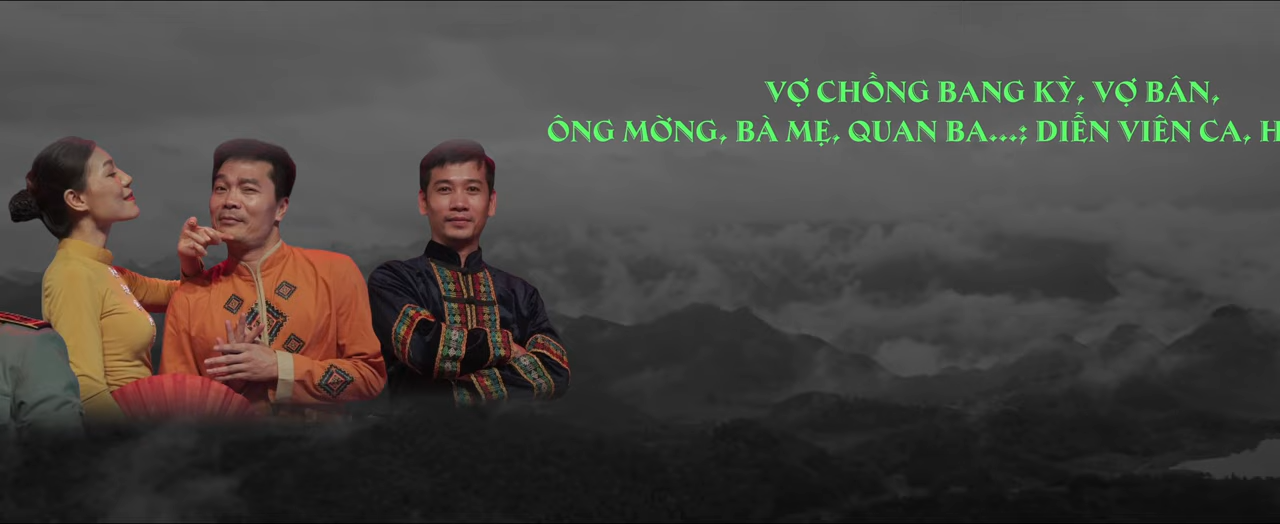 VỢ CHỒNG BANG KỲ, VỢ BÂN,
ÔNG MỜNG, BÀ MẸ, QUAN BA...; DIỄN VIÊN CA,